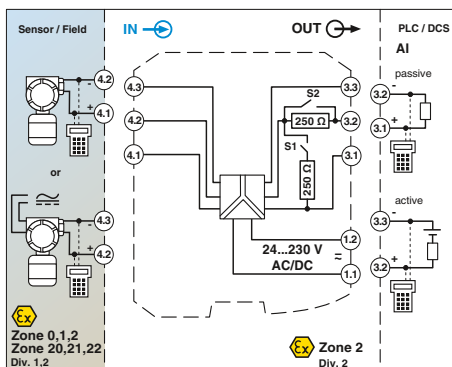 Sensor / Field
IN
OUT
PLC / DCS
AI
passive
4.2
-
+
4.1
4.3
4.2
4.1
3.3
S2
250 Ω
3.2
S1
250 Ω
3.1
3.2
-
3.1
+
or
active
4.3
-
+
4.2
3.3
-
3.2
+
24...230 V
AC/DC
1.2
=
1.1
Ex
Zone 0,1,2
Zone 20,21,22
Div. 1,2
Ex
Zone 2
Div. 2